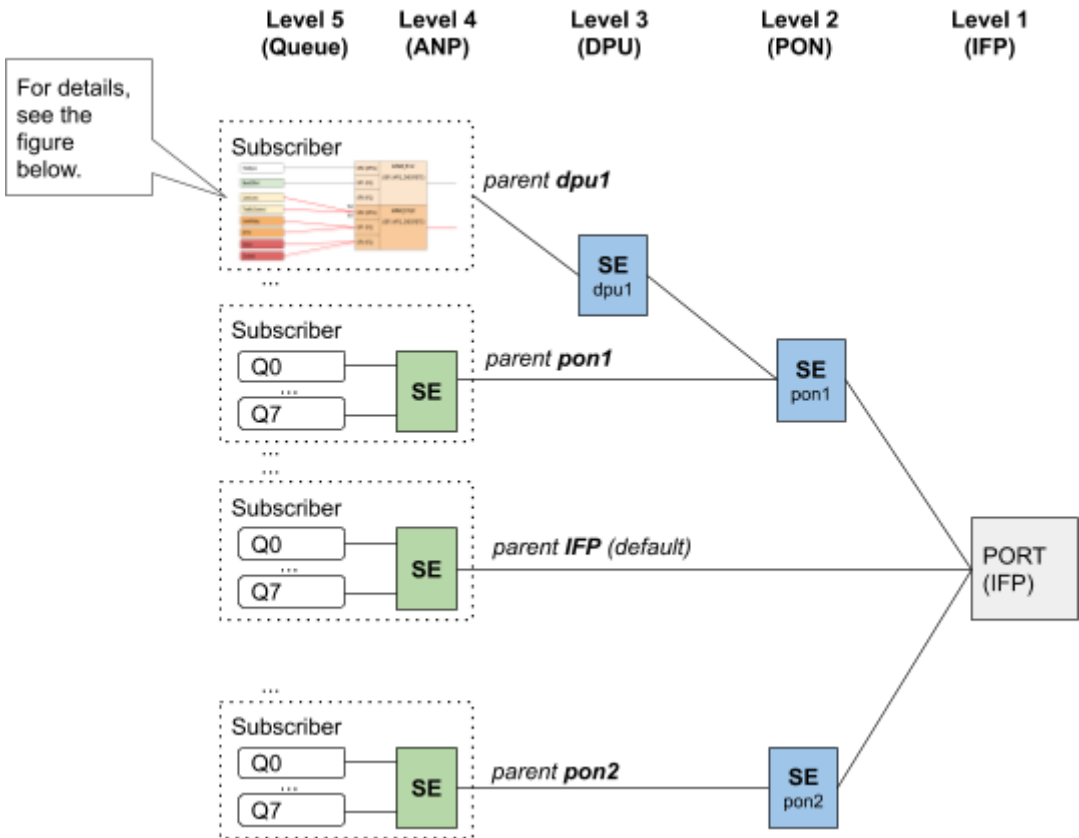 Level 5 Level 4 Level 3 Level 2 Level 1
(Queue) (ANP) (DPU) (PON) (IFP)
For details,
see the
figure
below.
Subscriber
parent dpu1
SE
dpu1
...
Subscriber
Q0
...
Q7
SE
parent pon1
SE
pon1
...
...
Subscriber
Q0
...
Q7
SE
parent IFP (default)
PORT
(IFP)
...
Subscriber
Q0
...
Q7
SE
parent pon2
SE
pon2